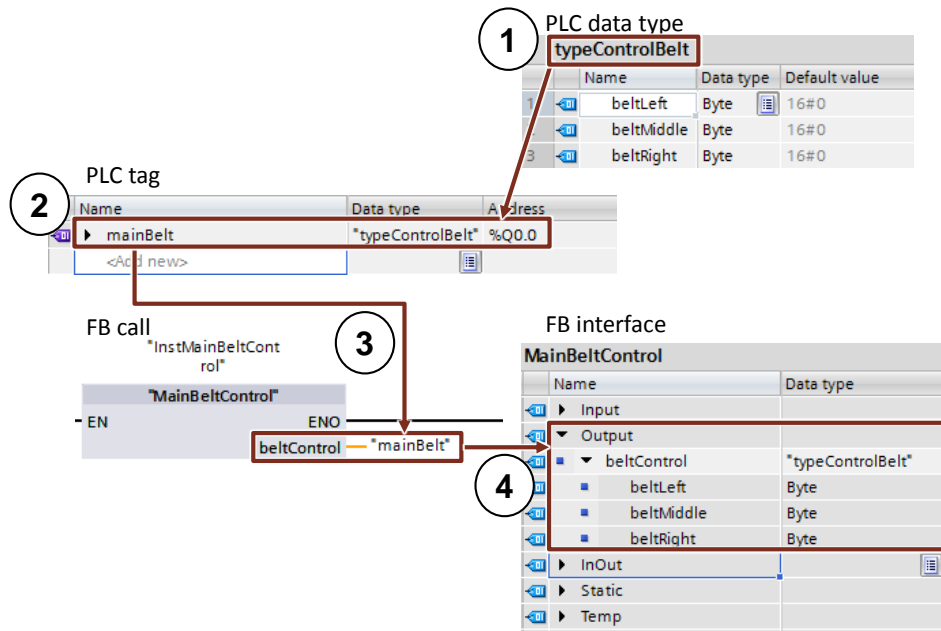 1
PLC data type
typeControlBelt
Name Data type Default value
1 beltLeft Byte 16#0
beltMiddle Byte 16#0
3 beltRight Byte 16#0
PLC tag
2
Name Data type Address
mainBelt "typeControlBelt" %Q0.0
<Add new>
FB call
"InstMainBeltCont
rol"
3
"MainBeltControl"
EN ENO
beltControl "mainBelt"
FB interface
MainBeltControl
Name Data type
Input
Output
beltControl "typeControlBelt"
4
beltLeft Byte
beltMiddle Byte
beltRight Byte
InOut
Static
Temp